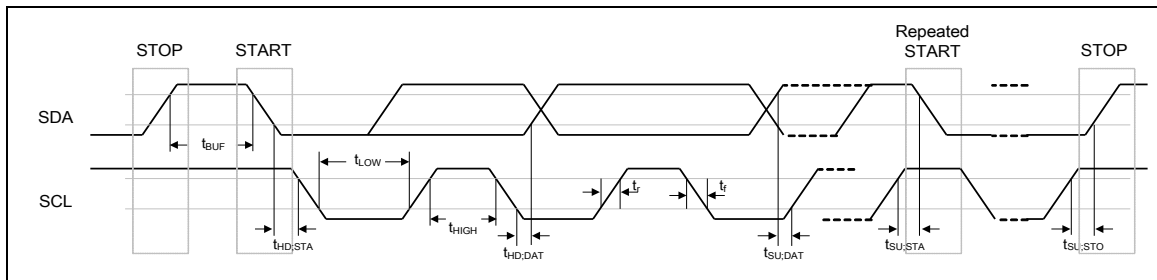 STOP
START
Repeated
START
STOP
SDA
tBUF
tLOW
SCL
tr
tf
tHIGH
tHD;STA
tHD;DAT
tSU;DAT
tSU;STA
tSU;STO